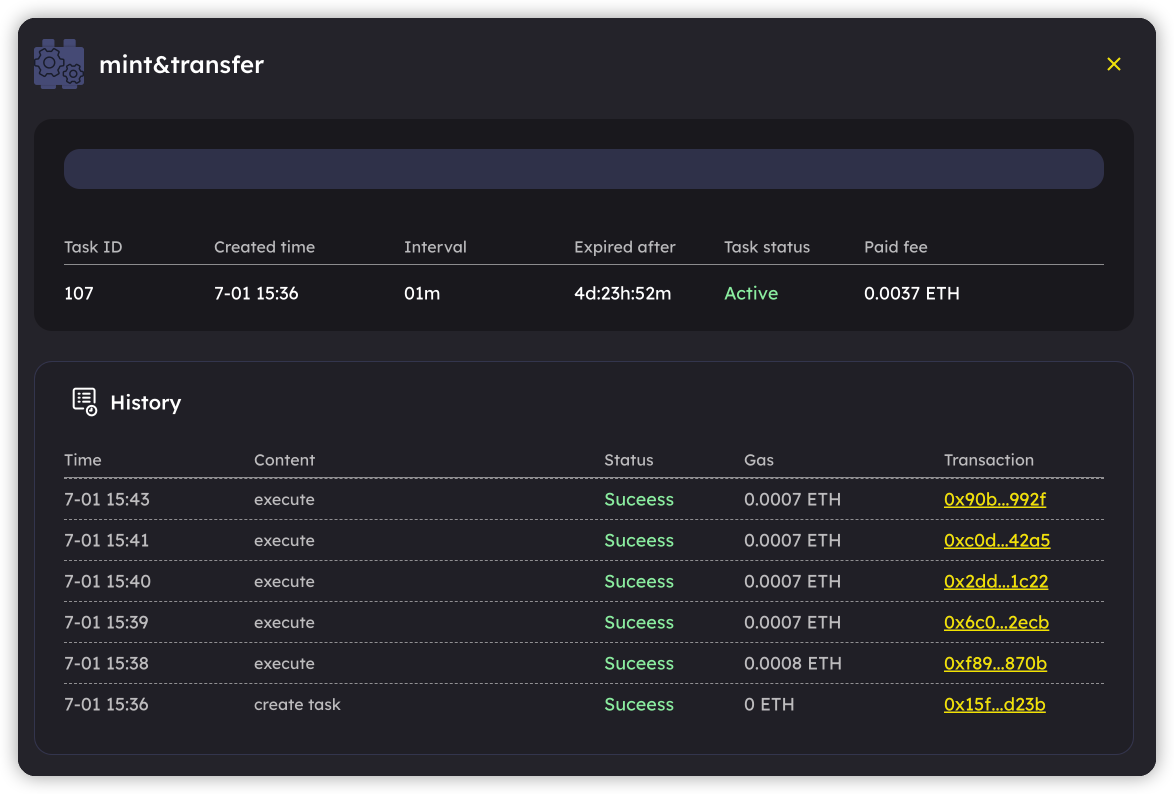 mint&transfer
Task ID Created time Interval Expired after Task status Paid fee
107 7-01 15:36 01m 4d:23h:52m Active 0.0037 ETH
History
Time Content Status Gas Transaction
7-01 15:43 execute Suceess 0.0007 ETH 0x90b...992f
7-01 15:41 execute Suceess 0.0007 ETH 0xc0d...42a5
7-01 15:40 execute Suceess 0.0007 ETH 0x2dd...1c22
7-01 15:39 execute Suceess 0.0007 ETH 0x6c0...2ecb
7-01 15:38 execute Suceess 0.0008 ETH 0xf89...870b
7-01 15:36 create task Suceess 0 ETH 0x15f...d23b